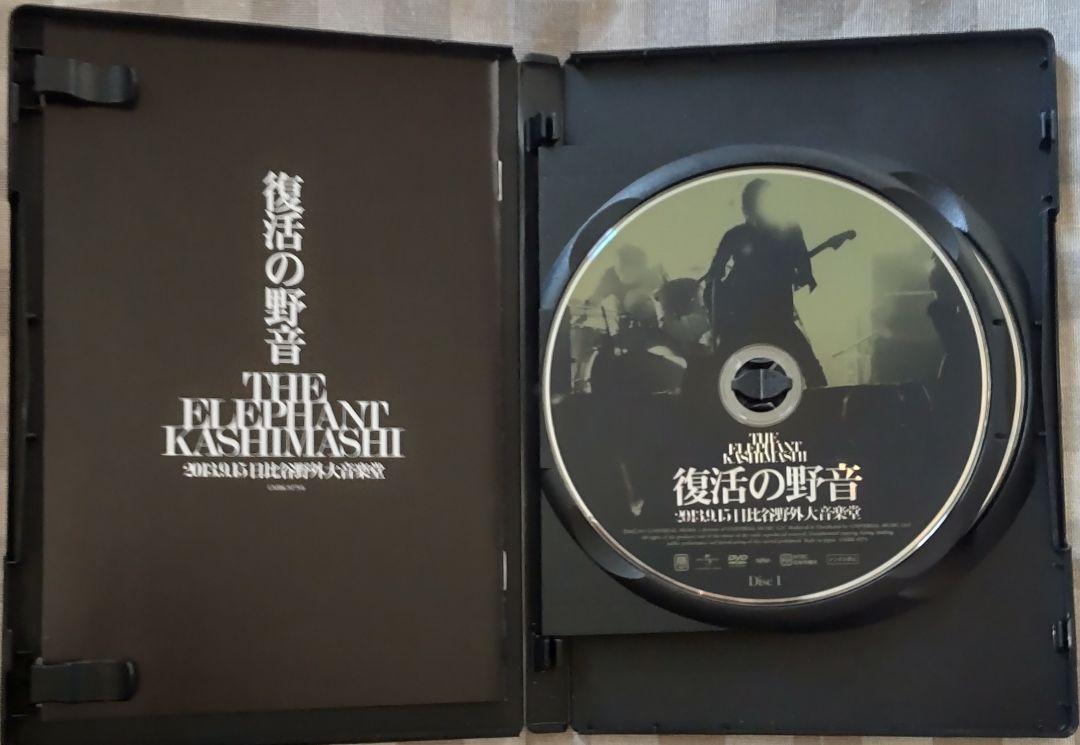 復活の野音
THE
ELEPHANT
KASHIMASHI
2013.9.15 日比谷野外大音楽堂
THE
ELEPHANT
KASHIMASHI
復活の野音
2013.9.15 日比谷野外大音楽堂
DVD
Disc 1